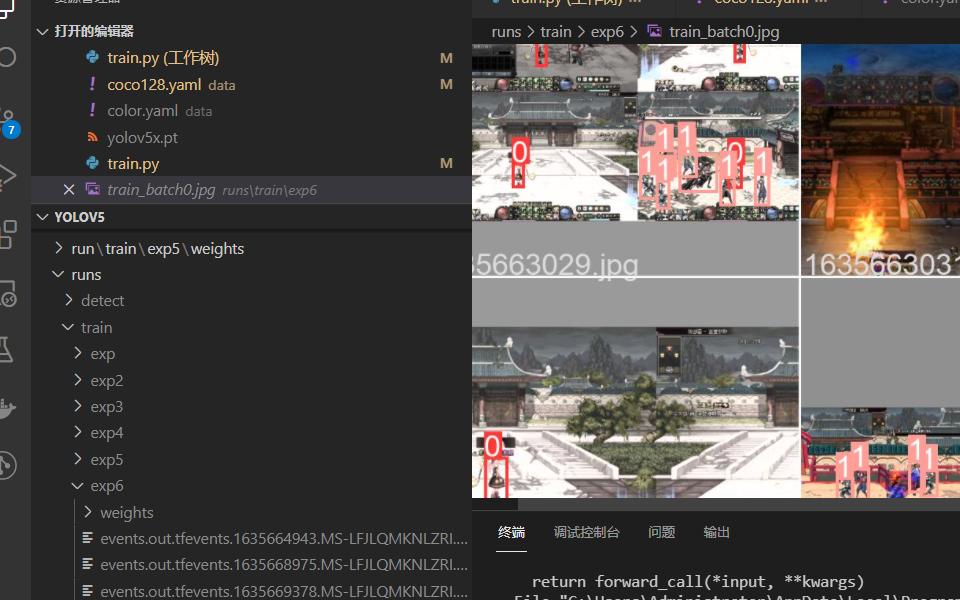 打开的编辑器
train.py (工作树) M
coco128.yaml data M
color.yaml data
yolov5x.pt
train.py M
train_batch0.jpg runs\train\exp6
YOLOV5
run\train\exp5\weights
runs
detect
train
exp
exp2
exp3
exp4
exp5
exp6
weights
events.out.tfevents.1635664943.MS-LFJLQMKNLZRI....
events.out.tfevents.1635668975.MS-LFJLQMKNLZRI....
events.out.tfevents.1635669378.MS-LFJLQMKNLZRI....
7
runs > train > exp6 > train_batch0.jpg
0
1 1 0
1 1 1 1
35663029.jpg
163566303
0
1 1 1 1
终端 调试控制台 问题 输出
return forward_call(*input, **kwargs)